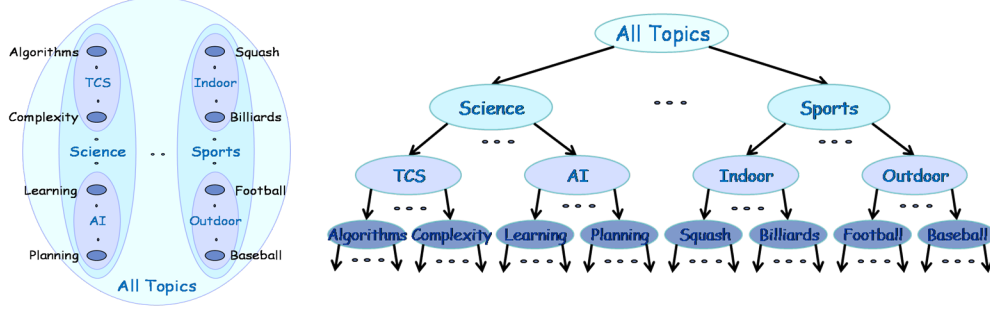 Algorithms
Squash
TCS
Indoor
Complexity
Billiards
Science
Sports
Learning
Football
AI
Outdoor
Planning
Baseball
All Topics
All Topics
Science
Sports
TCS
AI
Indoor
Outdoor
Algorithms
Complexity
Learning
Planning
Squash
Billiards
Football
Baseball